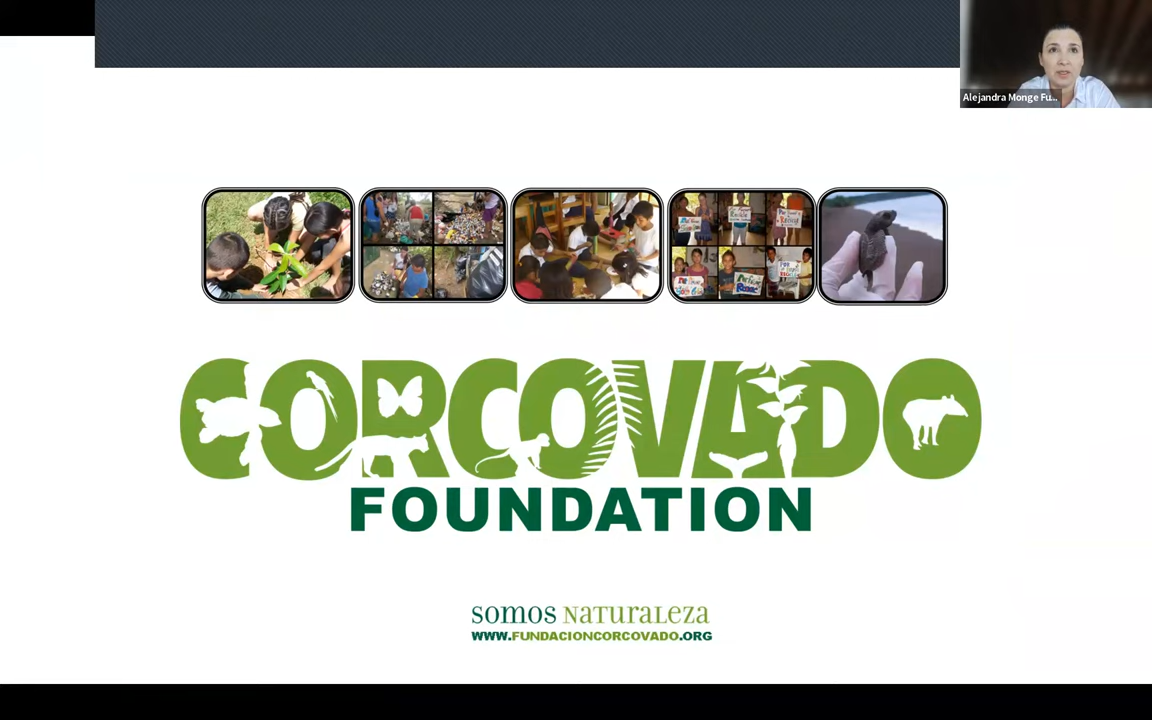 Alejandra Monge Fu...
CORCOVADO
FOUNDATION
somos Naturaleza
WWW.FUNDACIONCORCOVADO.ORG